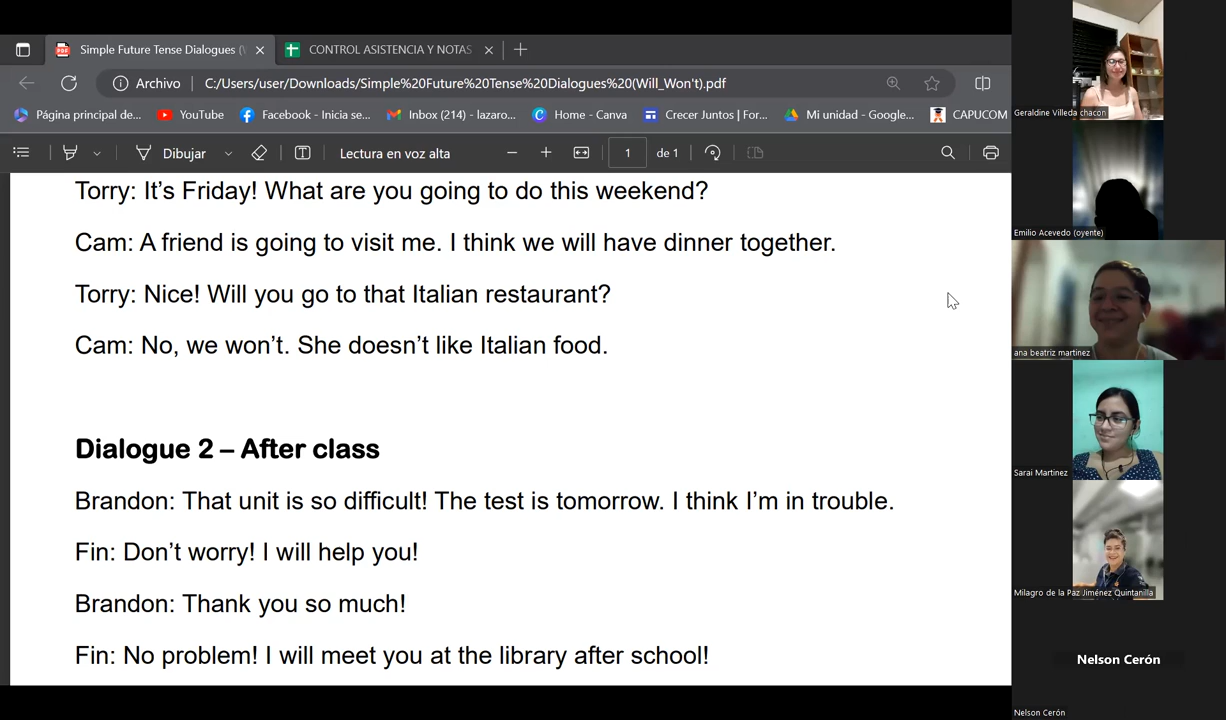 Simple Future Tense Dialogues (
CONTROL ASISTENCIA Y NOTAS
Archivo
C:/Users/user/Downloads/Simple%20Future%20Tense%20Dialogues%20(Will_Won't).pdf
Página principal de...
YouTube
Facebook - Inicia se...
Inbox (214) - lazaro...
Home - Canva
Crecer Juntos | For...
Mi unidad - Google...
CAPUCOM
Dibujar
Lectura en voz alta
1
de 1
Torry: It’s Friday! What are you going to do this weekend?
Cam: A friend is going to visit me. I think we will have dinner together.
Torry: Nice! Will you go to that Italian restaurant?
Cam: No, we won’t. She doesn’t like Italian food.
Dialogue 2 – After class
Brandon: That unit is so difficult! The test is tomorrow. I think I’m in trouble.
Fin: Don’t worry! I will help you!
Brandon: Thank you so much!
Fin: No problem! I will meet you at the library after school!
Geraldine Villeda chacon
Emilio Acevedo (oyente)
ana beatriz martinez
Sarai Martinez
Milagro de la Paz Jiménez Quintanilla
Nelson Cerón
Nelson Cerón